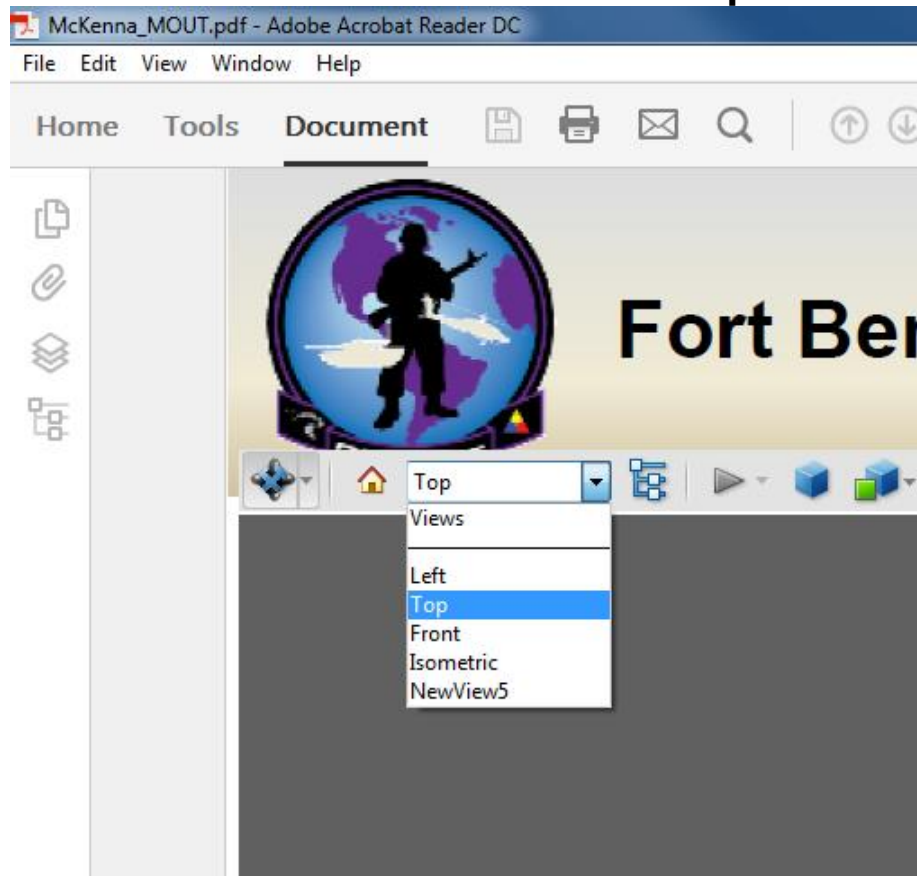 McKenna_MOUT.pdf - Adobe Acrobat Reader DC
File Edit View Window Help
Home Tools Document
Fort Ber
Top
Views
Left
Top
Front
Isometric
NewView5